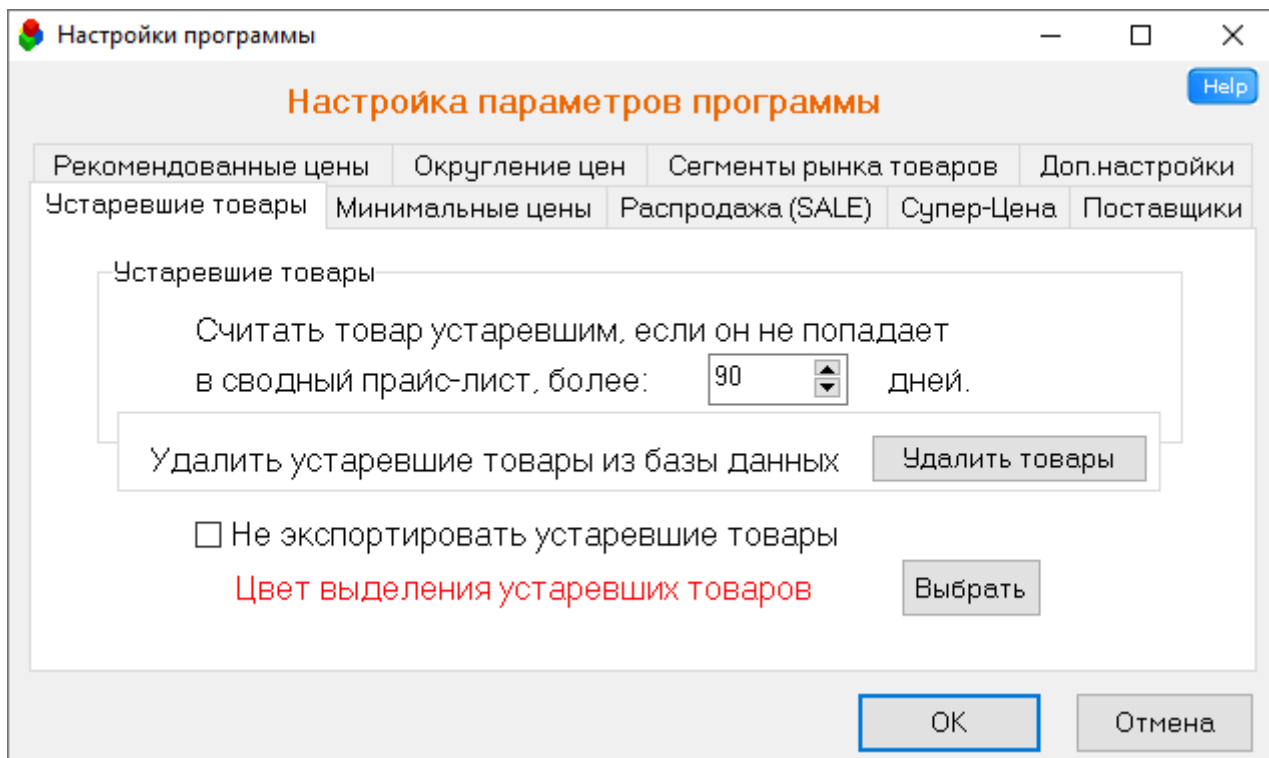 Настройки программы
Help
Настройка параметров программы
Рекомендованные цены Округление цен Сегменты рынка товаров Доп.настройки
Устаревшие товары Минимальные цены Распродажа (SALE) Супер-Цена Поставщики
Устаревшие товары
Считать товар устаревшим, если он не попадает
в сводный прайс-лист, более: 90 дней.
Удалить устаревшие товары из базы данных Удалить товары
Не экспортировать устаревшие товары
Цвет выделения устаревших товаров Выбрать
OK Отмена